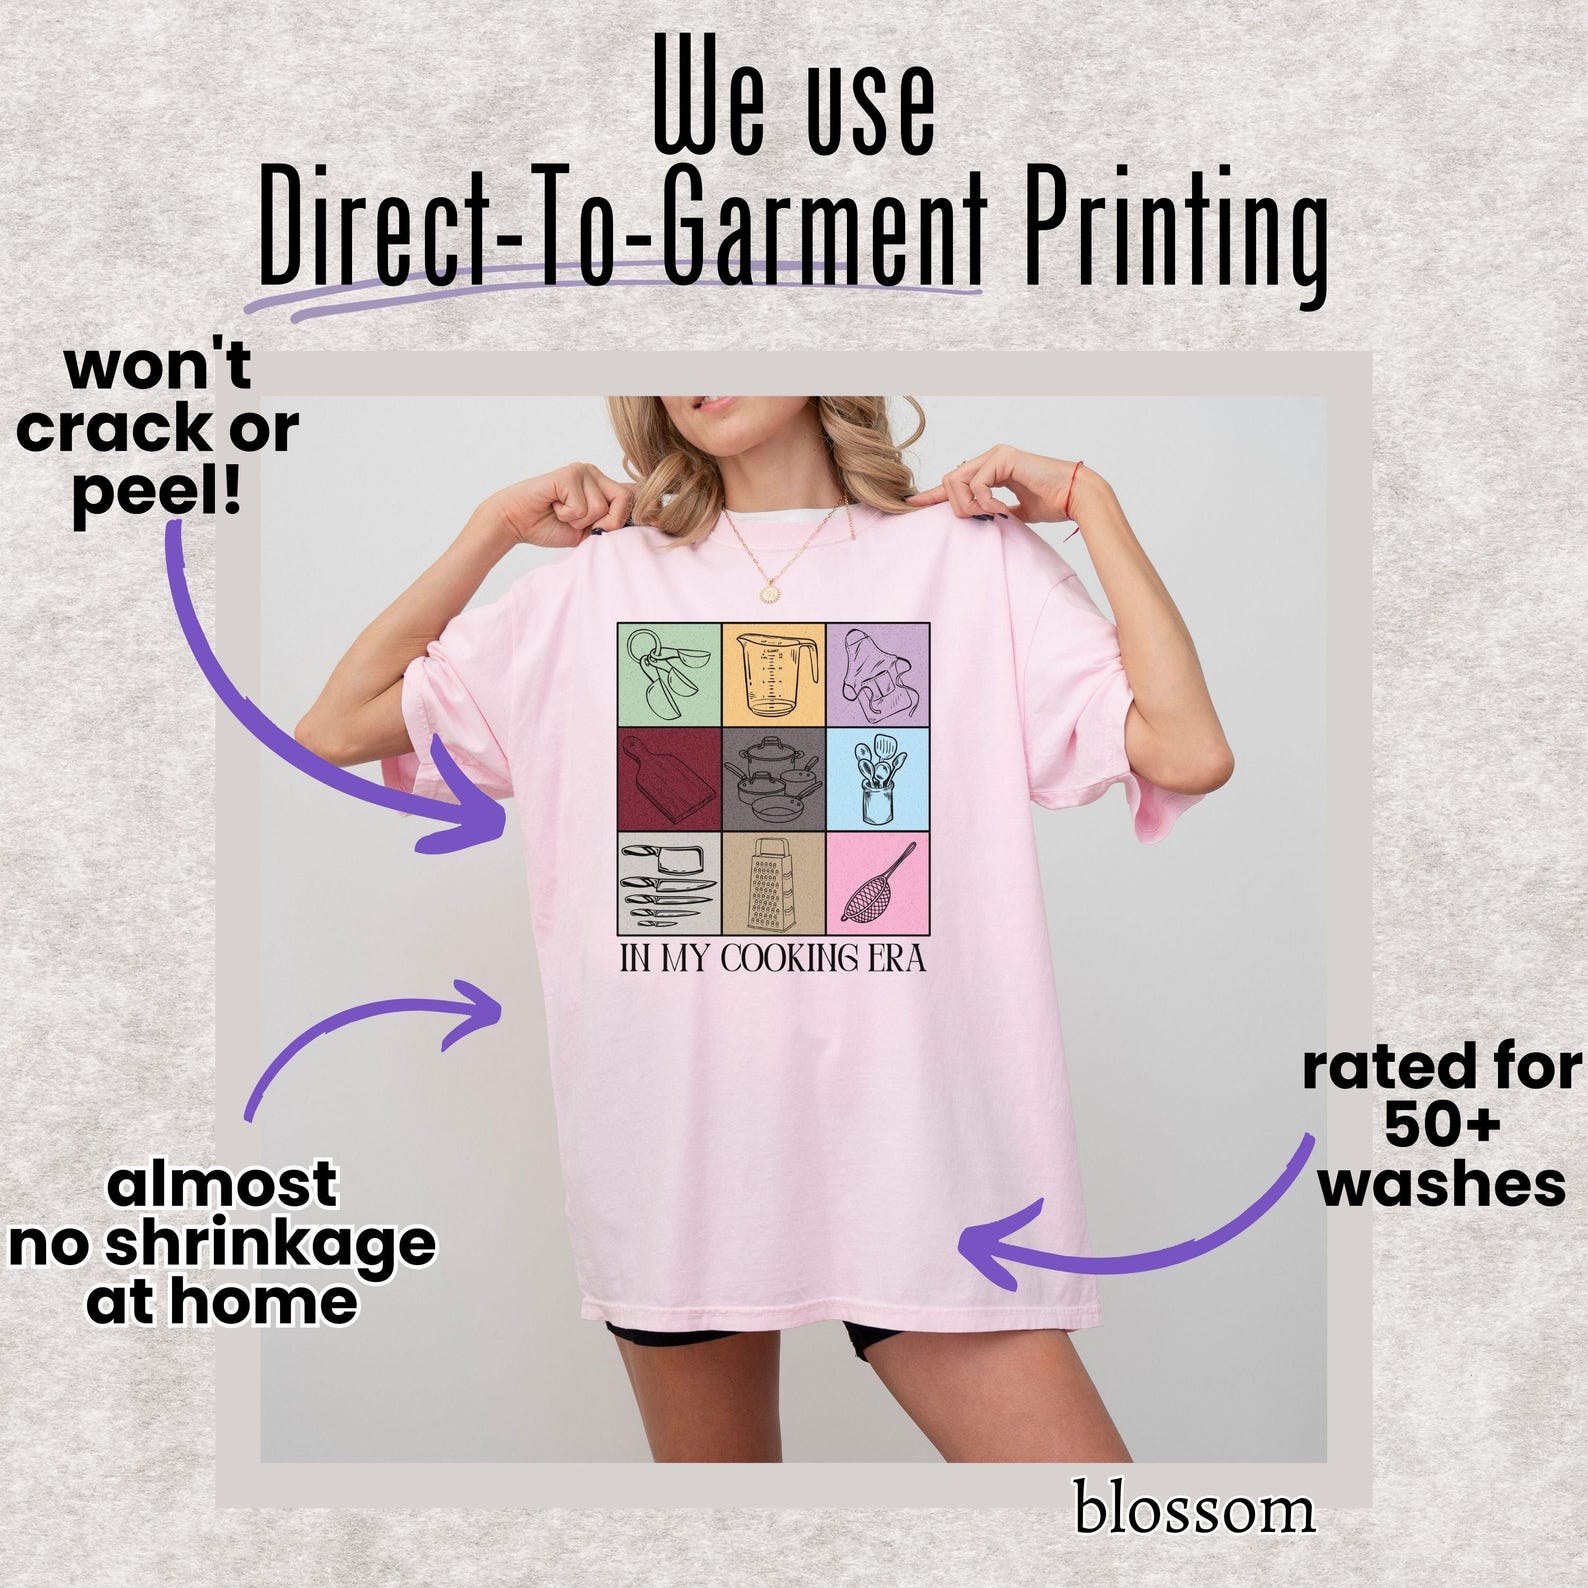 We use
Direct-To-Garment Printing
won't
crack or
peel!
IN MY COOKING ERA
almost
no shrinkage
at home
rated for
50+
washes
blossom